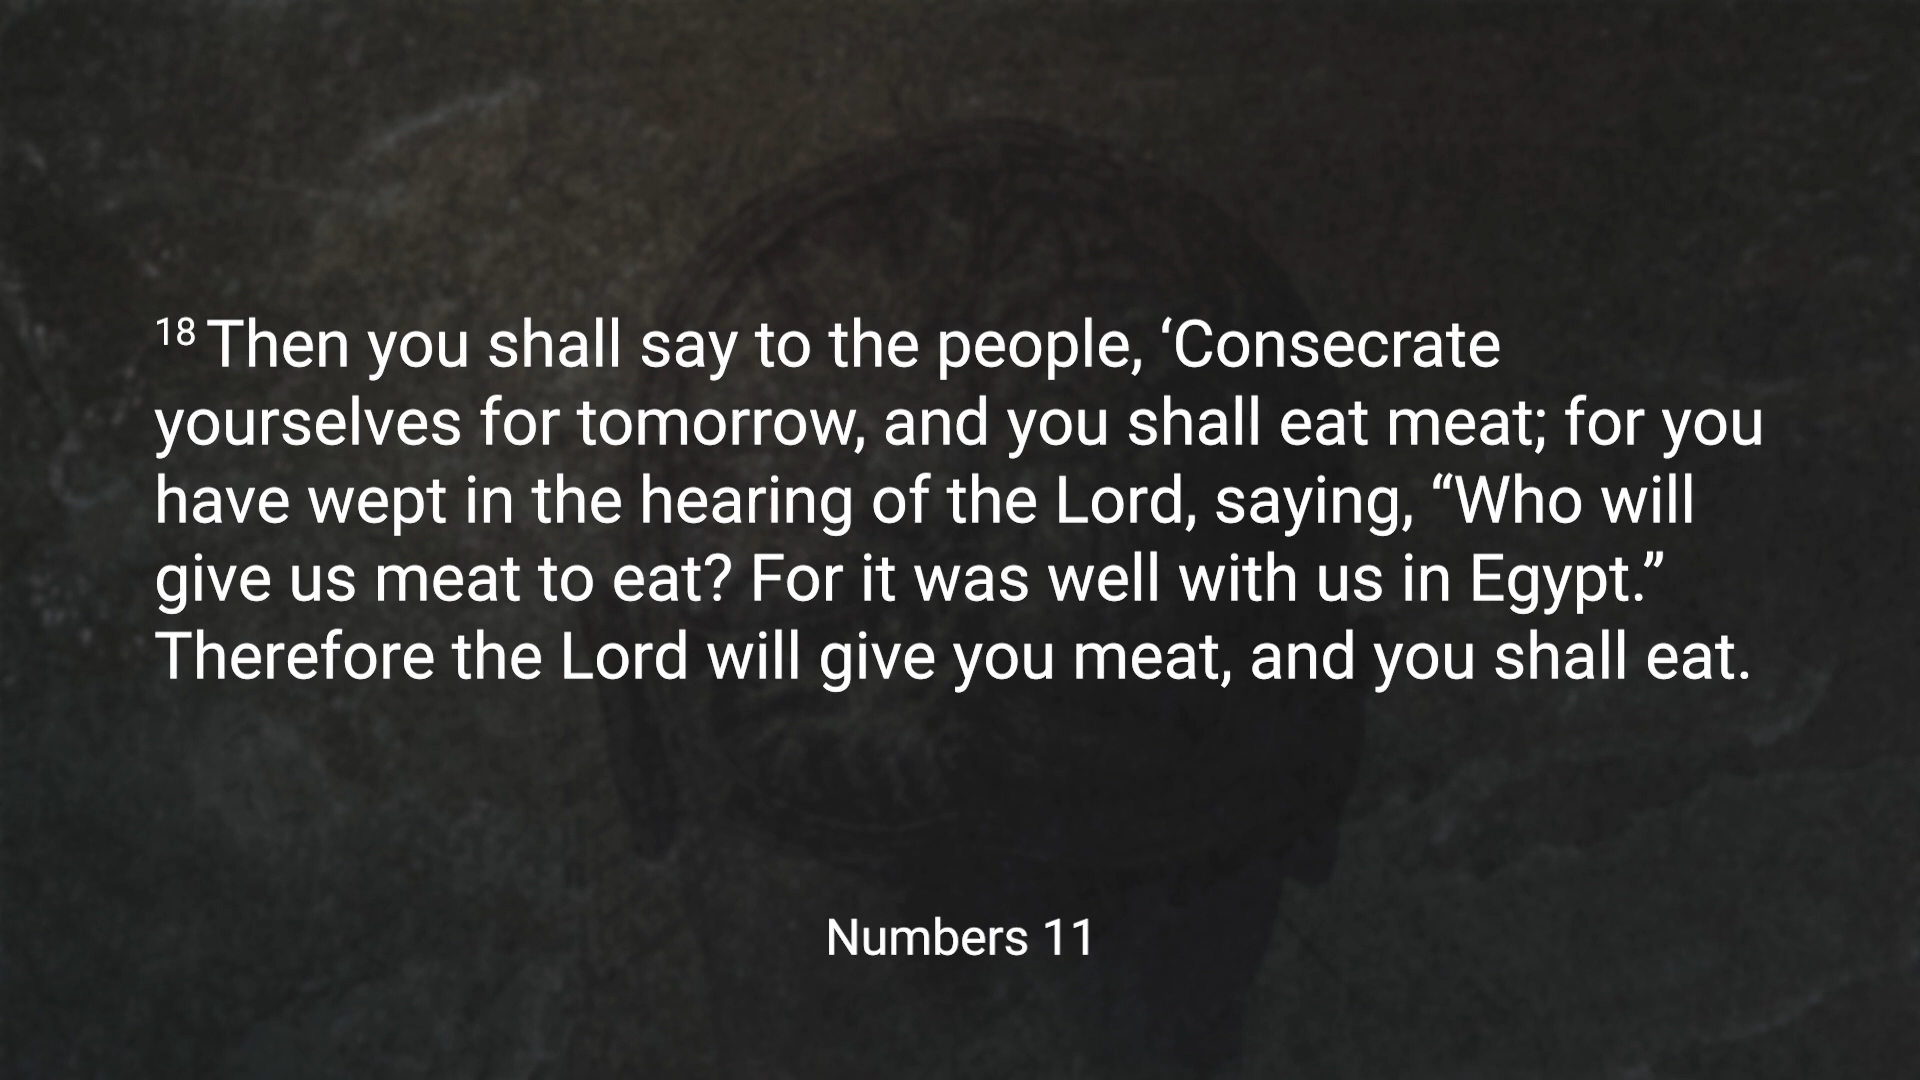 18 Then you shall say to the people, ‘Consecrate
yourselves for tomorrow, and you shall eat meat; for you
have wept in the hearing of the Lord, saying, “Who will
give us meat to eat? For it was well with us in Egypt.”
Therefore the Lord will give you meat, and you shall eat.
Numbers 11